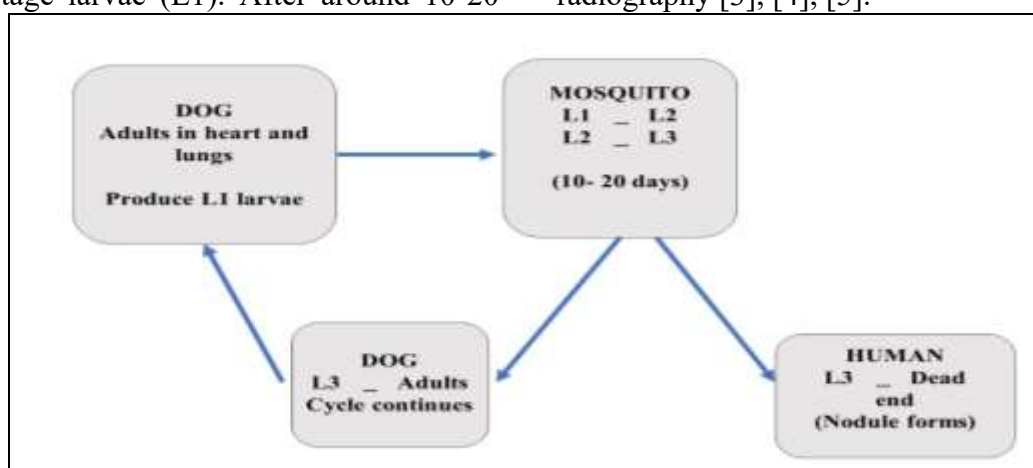 tage larvae (L1). After around 10-20
radiography [3], [4], [5].
DOG
Adults in heart and
lungs
Produce L1 larvae
MOSQUITO
L1 _ L2
L2 _ L3
(10- 20 days)
DOG
L3 _ Adults
Cycle continues
HUMAN
L3 _ Dead
end
(Nodule forms)